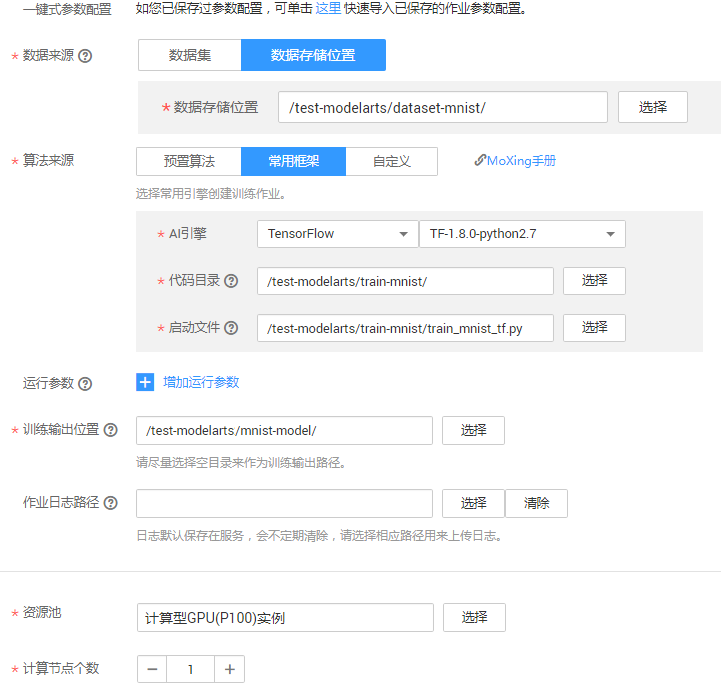 一键式参数配置 如您已保存过参数配置，可单击 这里 快速导入已保存的作业参数配置。
* 数据来源 ? 数据集 数据存储位置
* 数据存储位置 /test-modelarts/dataset-mnist/ 选择
* 算法来源 预置算法 常用框架 自定义 MoXing手册
选择常用引擎创建训练作业。
* AI引擎 TensorFlow TF-1.8.0-python2.7
* 代码目录 ? /test-modelarts/train-mnist/ 选择
* 启动文件 ? /test-modelarts/train-mnist/train_mnist_tf.py 选择
运行参数 ? + 增加运行参数
* 训练输出位置 ? /test-modelarts/mnist-model/ 选择
请尽量选择空目录来作为训练输出路径。
作业日志路径 ? 选择 清除
日志默认保存在服务，会不定期清除，请选择相应路径用来上传日志。
* 资源池 计算型GPU(P100)实例 选择
* 计算节点个数 − 1 +